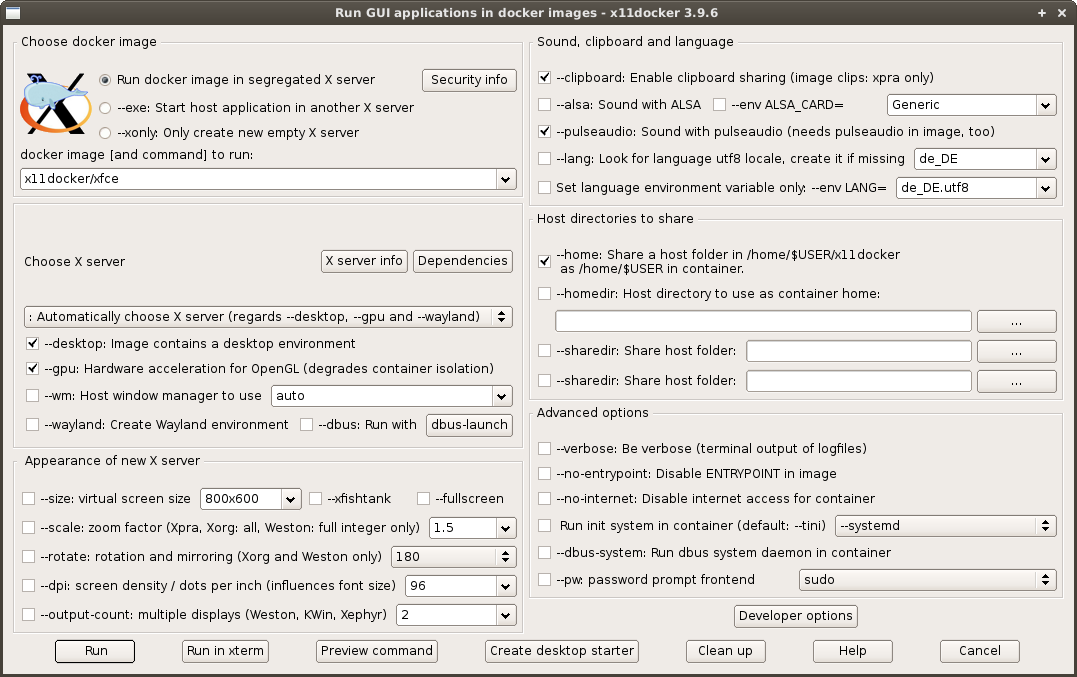 Run GUI applications in docker images - x11docker 3.9.6
Choose docker image
Run docker image in segregated X server
Security info
--exe: Start host application in another X server
--xonly: Only create new empty X server
docker image [and command] to run:
x11docker/xfce
Choose X server
X server info
Dependencies
: Automatically choose X server (regards --desktop, --gpu and --wayland)
--desktop: Image contains a desktop environment
--gpu: Hardware acceleration for OpenGL (degrades container isolation)
--wm: Host window manager to use
auto
--wayland: Create Wayland environment
--dbus: Run with
dbus-launch
Appearance of new X server
--size: virtual screen size
800x600
--xfishtank
--fullscreen
--scale: zoom factor (Xpra, Xorg: all, Weston: full integer only)
1.5
--rotate: rotation and mirroring (Xorg and Weston only)
180
--dpi: screen density / dots per inch (influences font size)
96
--output-count: multiple displays (Weston, KWin, Xephyr)
2
Sound, clipboard and language
--clipboard: Enable clipboard sharing (image clips: xpra only)
--alsa: Sound with ALSA
--env ALSA_CARD=
Generic
--pulseaudio: Sound with pulseaudio (needs pulseaudio in image, too)
--lang: Look for language utf8 locale, create it if missing
de_DE
Set language environment variable only: --env LANG=
de_DE.utf8
Host directories to share
--home: Share a host folder in /home/$USER/x11docker
as /home/$USER in container.
--homedir: Host directory to use as container home:
...
--sharedir: Share host folder:
...
--sharedir: Share host folder:
...
Advanced options
--verbose: Be verbose (terminal output of logfiles)
--no-entrypoint: Disable ENTRYPOINT in image
--no-internet: Disable internet access for container
Run init system in container (default: --tini)
--systemd
--dbus-system: Run dbus system daemon in container
--pw: password prompt frontend
sudo
Developer options
Run
Run in xterm
Preview command
Create desktop starter
Clean up
Help
Cancel